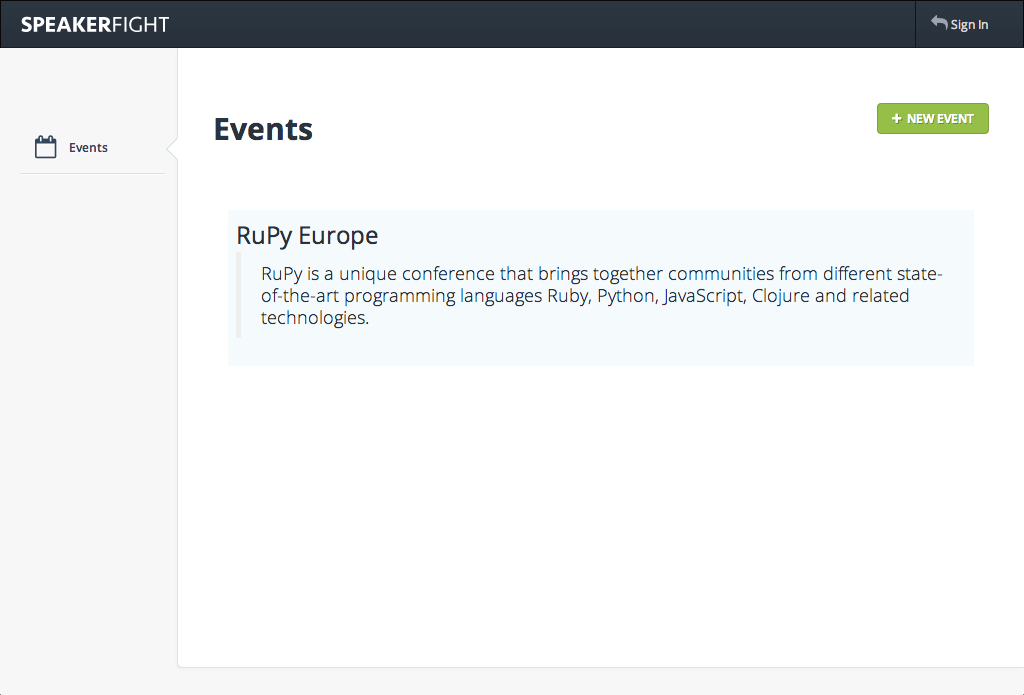 SPEAKERFIGHT
Sign In
Events
Events
+ NEW EVENT
RuPy Europe
RuPy is a unique conference that brings together communities from different state-
of-the-art programming languages Ruby, Python, JavaScript, Clojure and related
technologies.